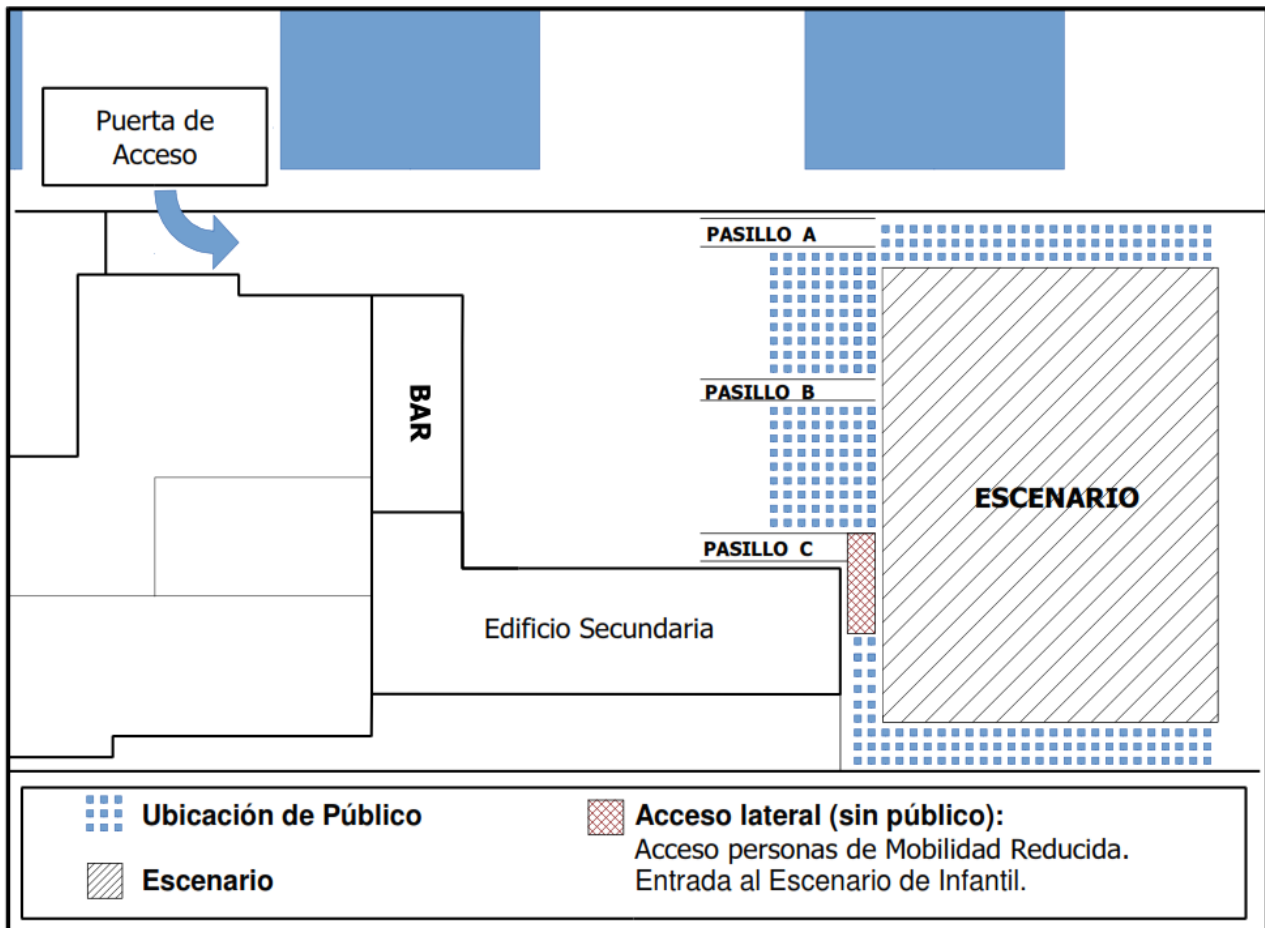 Puerta de
Acceso
PASILLO A
PASILLO B
BAR
ESCENARIO
PASILLO C
Edificio Secundaria
Ubicación de Público
Escenario
Acceso lateral (sin público):
Acceso personas de Mobilidad Reducida.
Entrada al Escenario de Infantil.